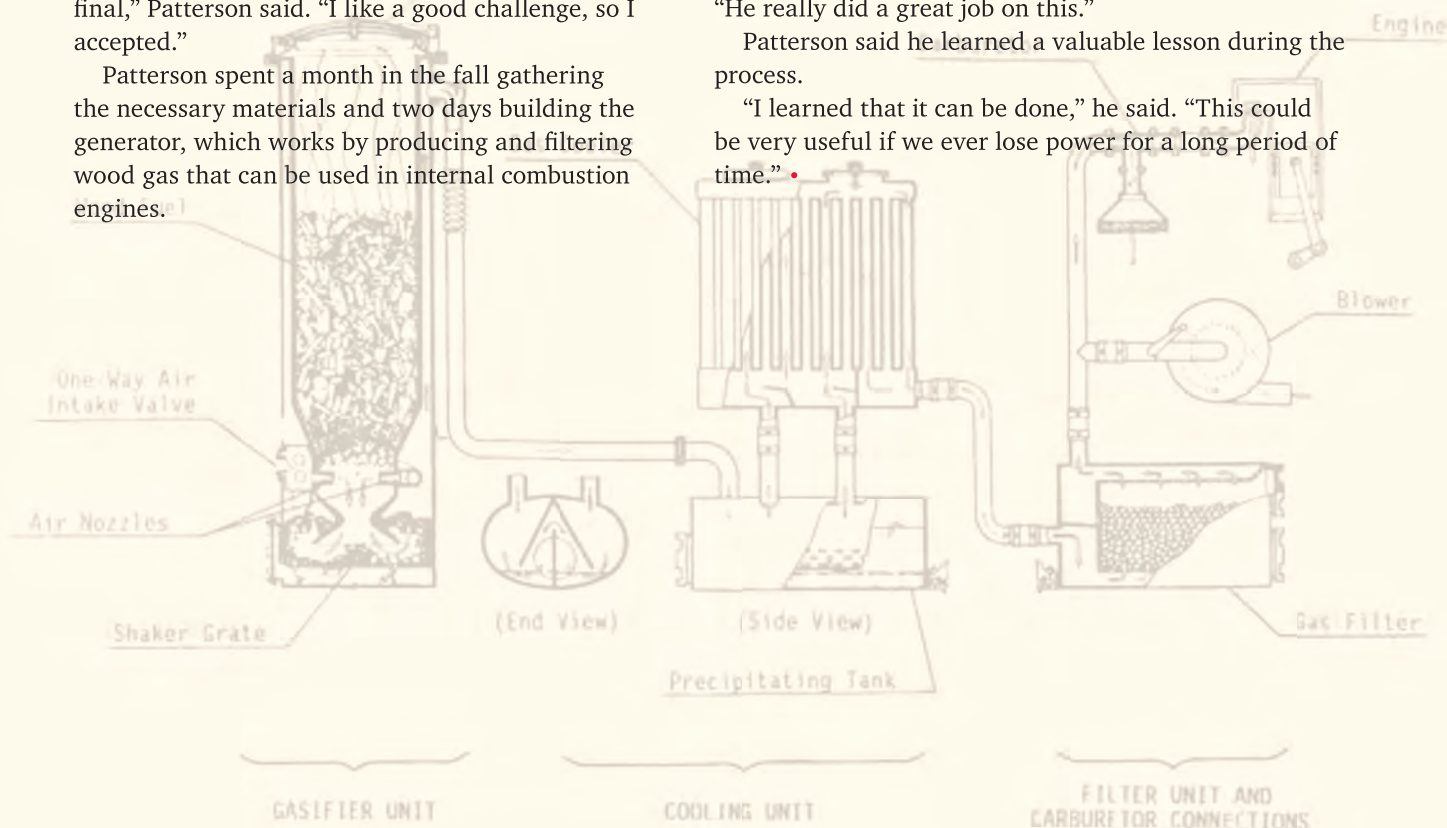 final,” Patterson said. “I like a good challenge, so I
accepted.”
Patterson spent a month in the fall gathering
the necessary materials and two days building the
generator, which works by producing and filtering
wood gas that can be used in internal combustion
engines.
“He really did a great job on this.”
Patterson said he learned a valuable lesson during the
process.
“I learned that it can be done,” he said. “This could
be very useful if we ever lose power for a long period of
time.” •
Engine
Blower
One Way Air
Intake Valve
Air Nozzles
Shaker Grate
(End View)
(Side View)
Precipitating Tank
Gas Filter
GASIFIER UNIT
COOLING UNIT
FILTER UNIT AND
CARBURETOR CONNECTIONS